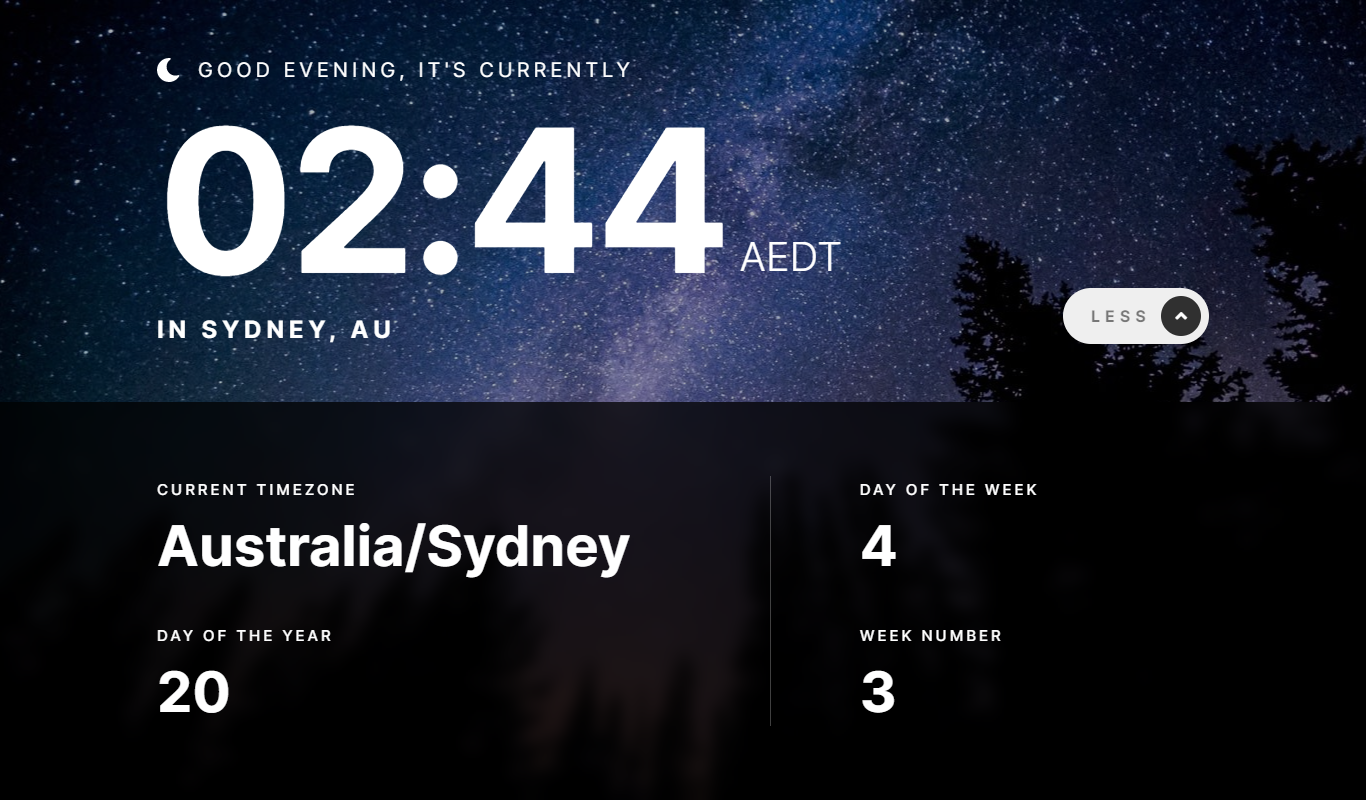 GOOD EVENING, IT'S CURRENTLY
02:44 AEDT
IN SYDNEY, AU
LESS
CURRENT TIMEZONE
Australia/Sydney
DAY OF THE YEAR
20
DAY OF THE WEEK
4
WEEK NUMBER
3